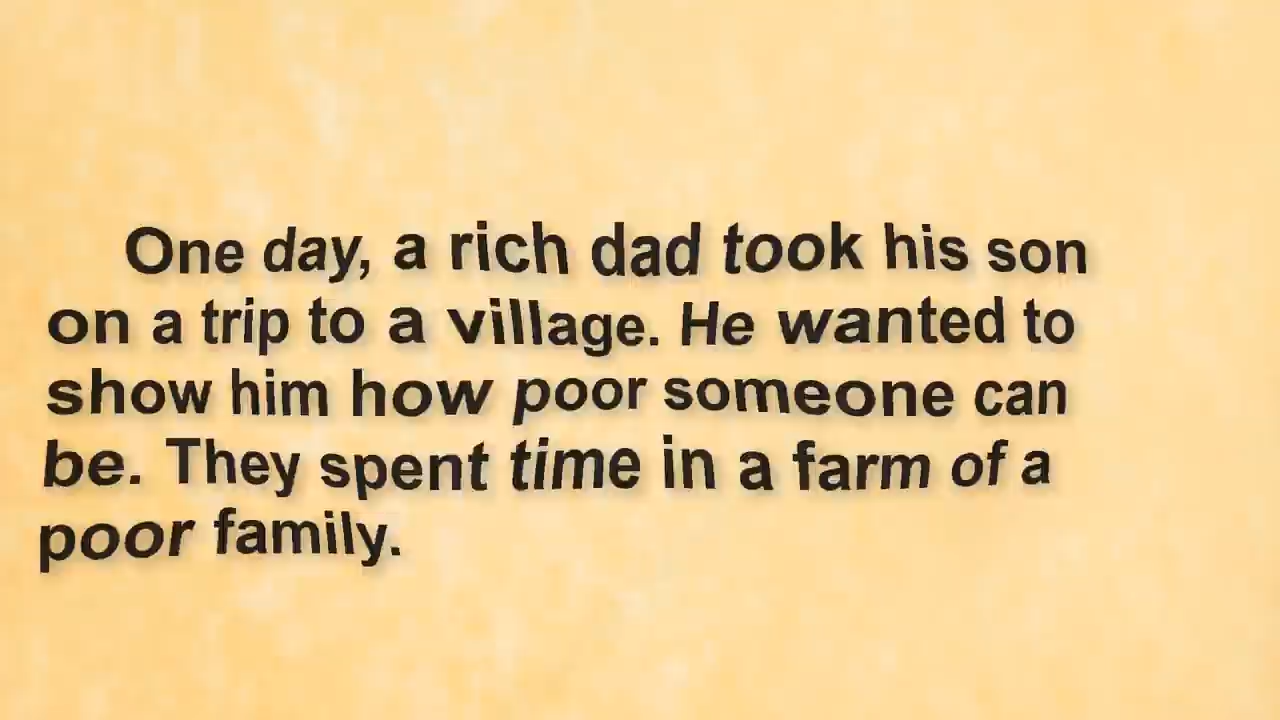 One day, a rich dad took his son
on a trip to a village. He wanted to
show him how poor someone can
be. They spent time in a farm of a
poor family.